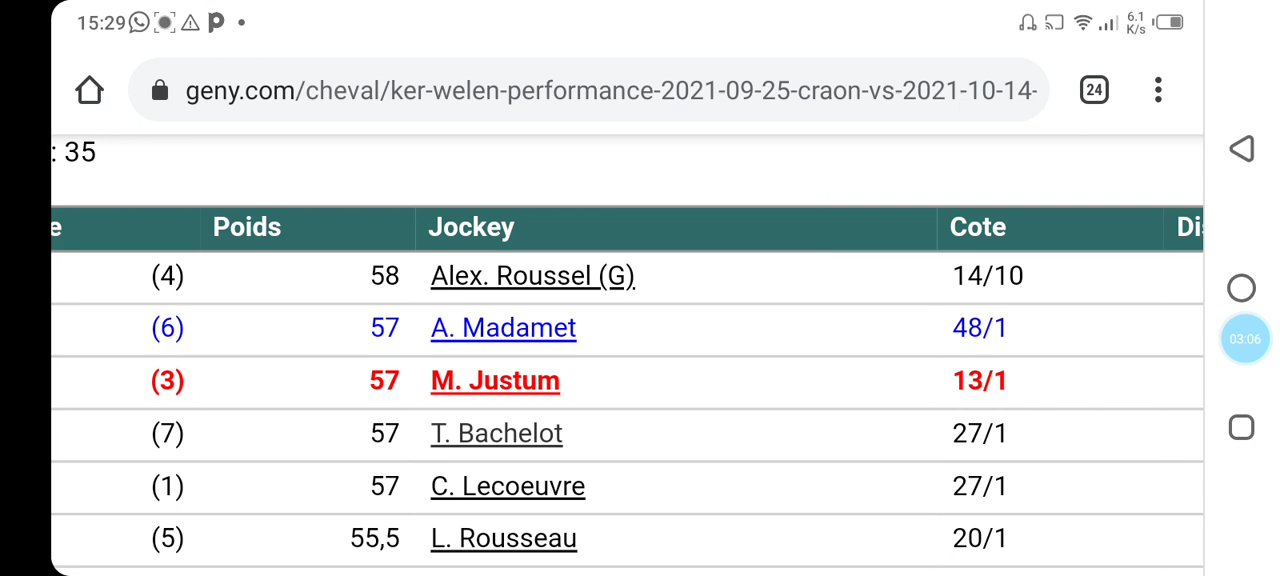 15:29
6.1
K/s
geny.com/cheval/ker-welen-performance-2021-09-25-craon-vs-2021-10-14-
24
: 35
e Poids Jockey Cote Di
(4) 58 Alex. Roussel (G) 14/10
(6) 57 A. Madamet 48/1
03:06
(3) 57 M. Justum 13/1
(7) 57 T. Bachelot 27/1
(1) 57 C. Lecoeuvre 27/1
(5) 55,5 L. Rousseau 20/1